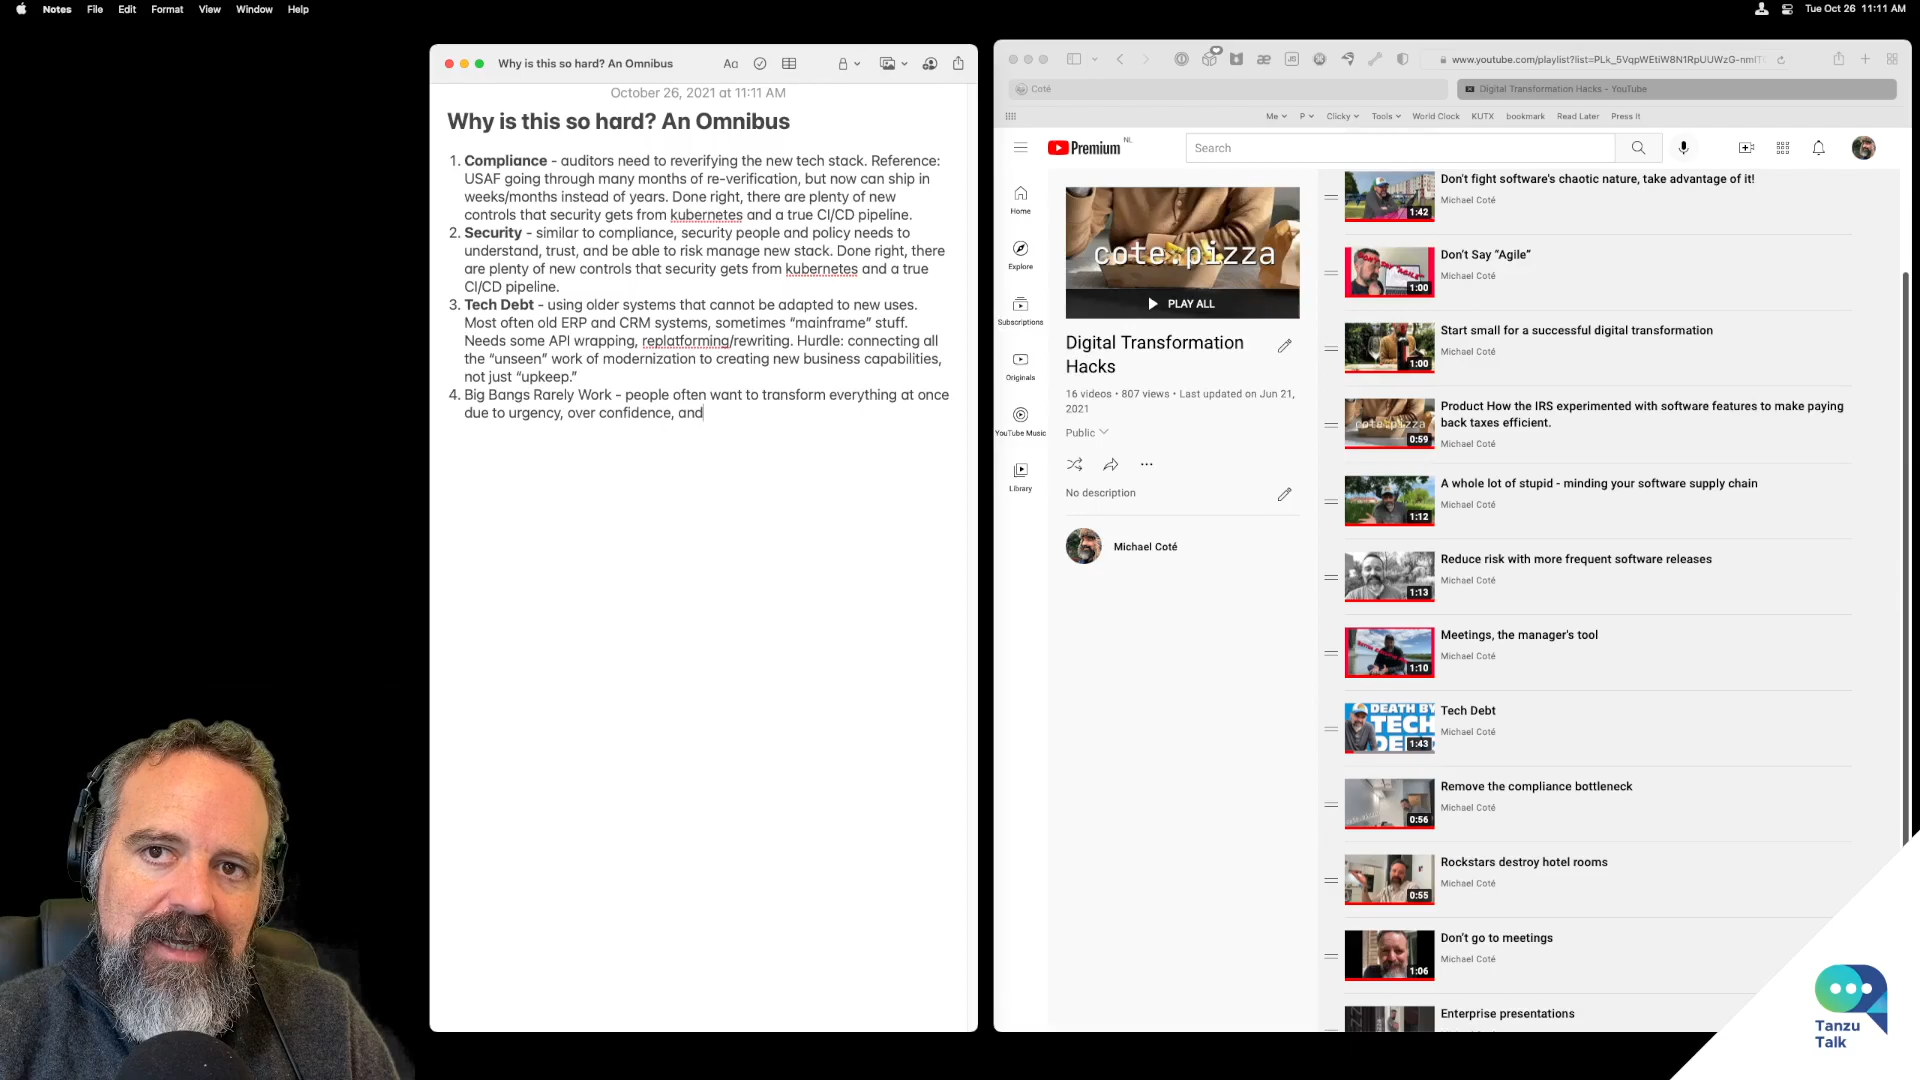 Notes File Edit Format View Window Help
Tue Oct 26 11:11 AM
Why is this so hard? An Omnibus
Aa
October 26, 2021 at 11:11 AM
Why is this so hard? An Omnibus
1. Compliance - auditors need to reverifying the new tech stack. Reference:
USAF going through many months of re-verification, but now can ship in
weeks/months instead of years. Done right, there are plenty of new
controls that security gets from kubernetes and a true CI/CD pipeline.
2. Security - similar to compliance, security people and policy needs to
understand, trust, and be able to risk manage new stack. Done right, there
are plenty of new controls that security gets from kubernetes and a true
CI/CD pipeline.
3. Tech Debt - using older systems that cannot be adapted to new uses.
Most often old ERP and CRM systems, sometimes “mainframe” stuff.
Needs some API wrapping, replatforming/rewriting. Hurdle: connecting all
the “unseen” work of modernization to creating new business capabilities,
not just “upkeep.”
4. Big Bangs Rarely Work - people often want to transform everything at once
due to urgency, over confidence, and
Coté
Digital Transformation Hacks - YouTube
Me P Clicky Tools World Clock KUTX bookmark Read Later Press It
Premium NL
Search
Home
Explore
Subscriptions
Originals
YouTube Music
Library
cote.pizza
PLAY ALL
Digital Transformation
Hacks
16 videos • 807 views • Last updated on Jun 21,
2021
Public
No description
Michael Coté
1:42
Don't fight software's chaotic nature, take advantage of it!
Michael Coté
1:00
Don’t Say “Agile”
Michael Coté
1:00
Start small for a successful digital transformation
Michael Coté
cote.pizza
0:59
Product How the IRS experimented with software features to make paying
back taxes efficient.
Michael Coté
1:12
A whole lot of stupid - minding your software supply chain
Michael Coté
1:13
Reduce risk with more frequent software releases
Michael Coté
1:10
Meetings, the manager's tool
Michael Coté
DEATH BY
TECH
1:43
Tech Debt
Michael Coté
0:56
Remove the compliance bottleneck
Michael Coté
0:55
Rockstars destroy hotel rooms
Michael Coté
1:06
Don’t go to meetings
Michael Coté
Enterprise presentations
Tanzu
Talk